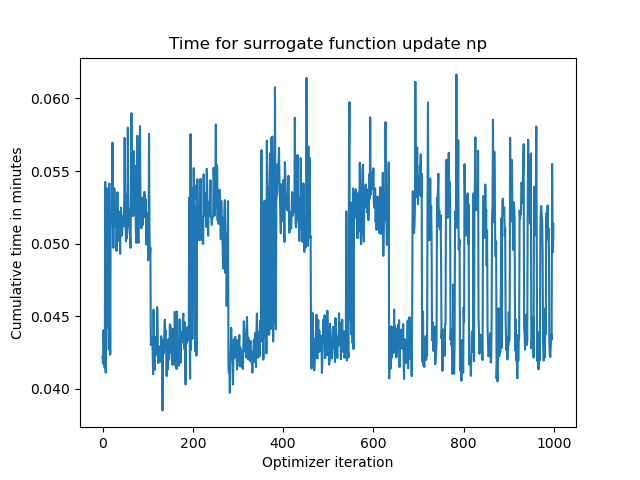 Time for surrogate function update np
Cumulative time in minutes
0.060
0.055
0.050
0.045
0.040
0 200 400 600 800 1000
Optimizer iteration